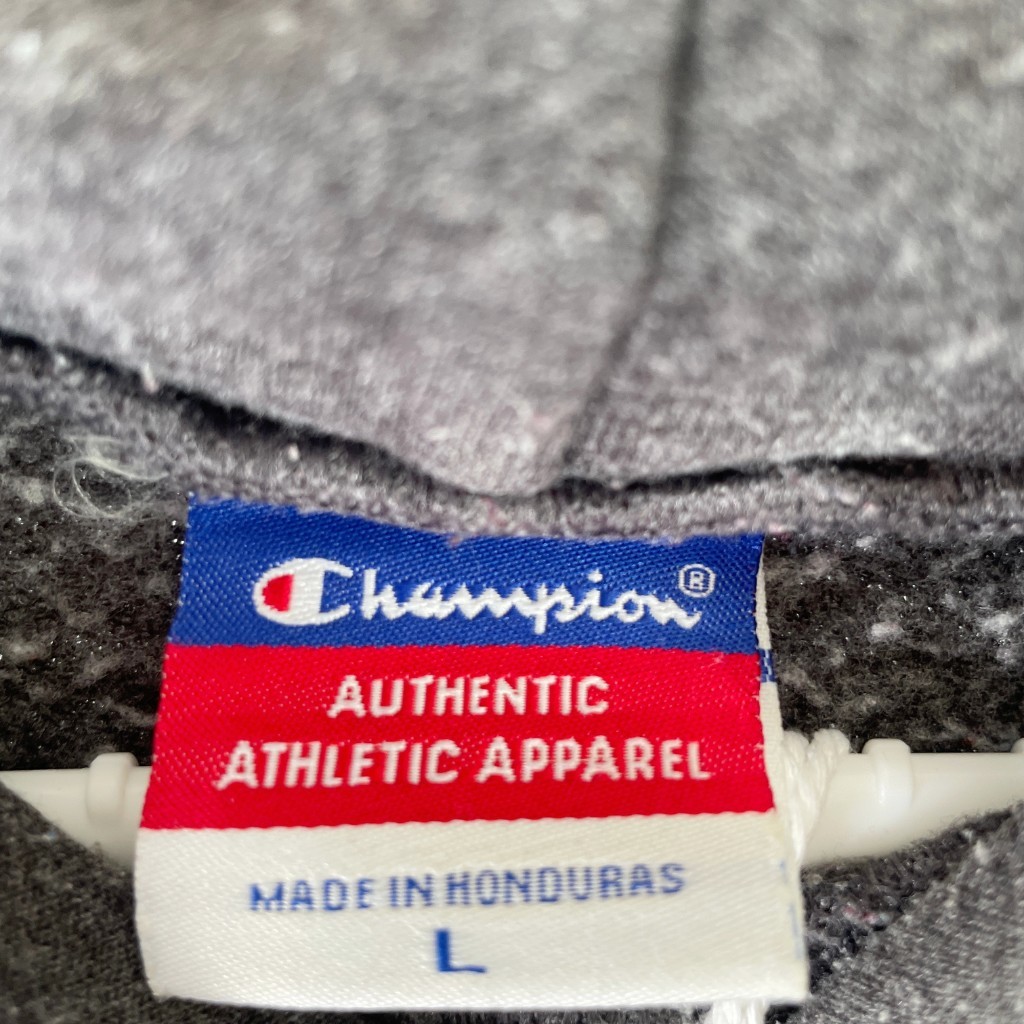 Champion®
AUTHENTIC
ATHLETIC APPAREL
MADE IN HONDURAS
L